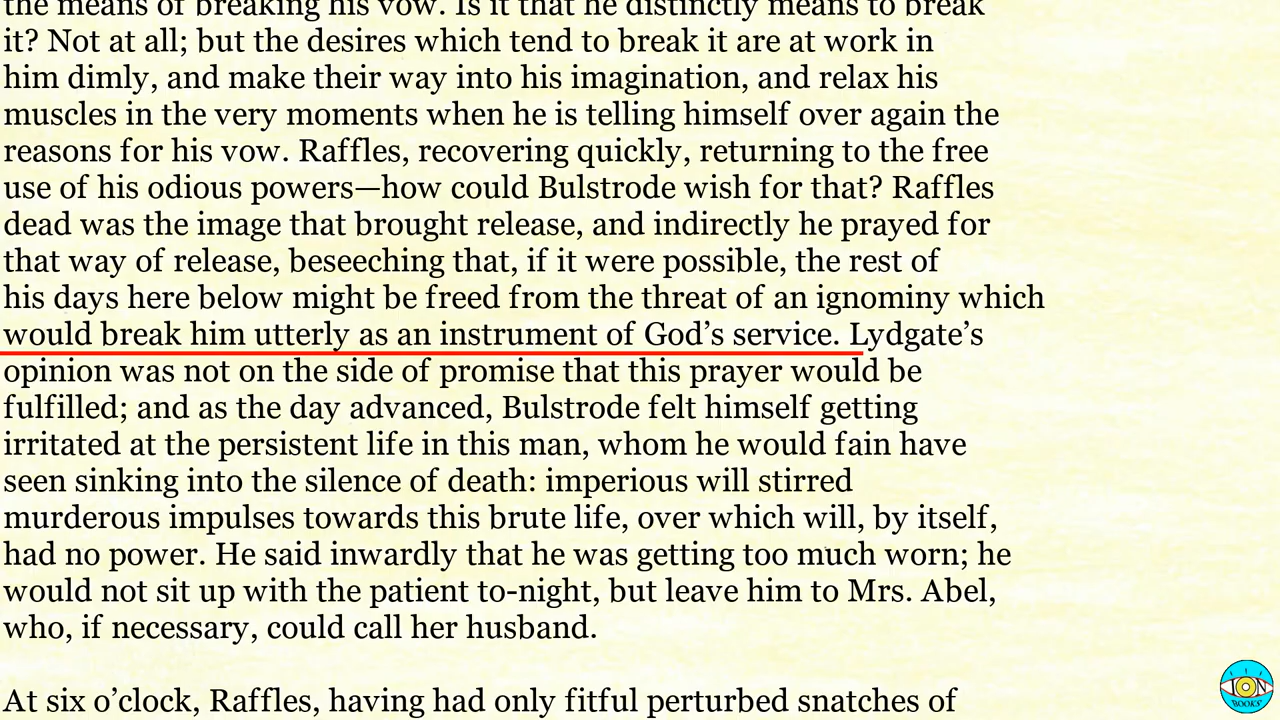 the means of breaking his vow. Is it that he distinctly means to break
it? Not at all; but the desires which tend to break it are at work in
him dimly, and make their way into his imagination, and relax his
muscles in the very moments when he is telling himself over again the
reasons for his vow. Raffles, recovering quickly, returning to the free
use of his odious powers—how could Bulstrode wish for that? Raffles
dead was the image that brought release, and indirectly he prayed for
that way of release, beseeching that, if it were possible, the rest of
his days here below might be freed from the threat of an ignominy which
would break him utterly as an instrument of God’s service. Lydgate’s
opinion was not on the side of promise that this prayer would be
fulfilled; and as the day advanced, Bulstrode felt himself getting
irritated at the persistent life in this man, whom he would fain have
seen sinking into the silence of death: imperious will stirred
murderous impulses towards this brute life, over which will, by itself,
had no power. He said inwardly that he was getting too much worn; he
would not sit up with the patient to-night, but leave him to Mrs. Abel,
who, if necessary, could call her husband.
At six o’clock, Raffles, having had only fitful perturbed snatches of
ION
BOOKS